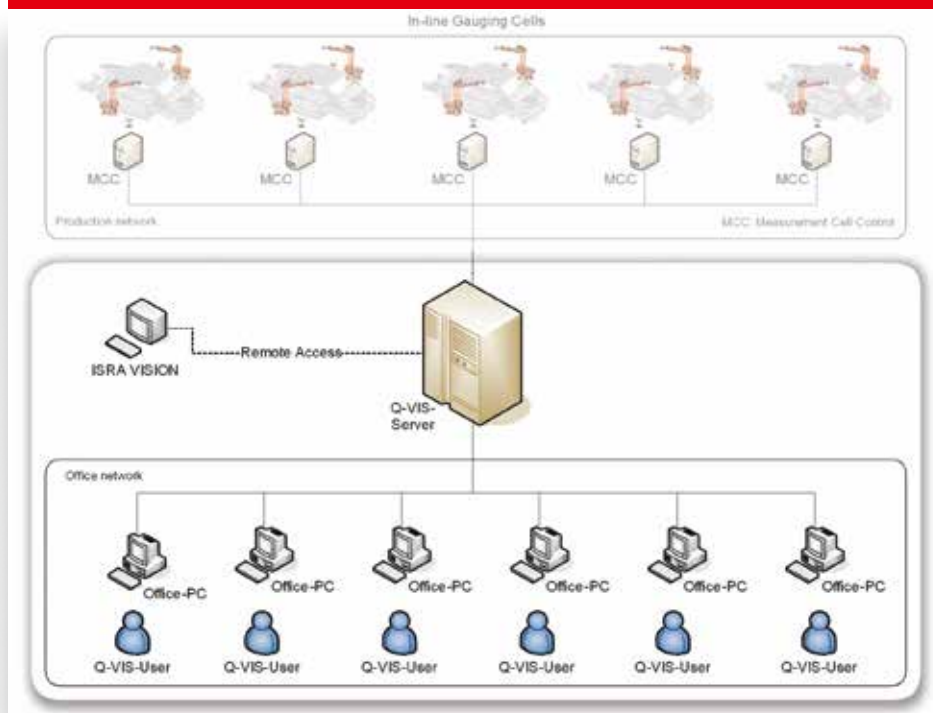 In-line Gauging Cells
MCC MCC MCC MCC MCC
Production network MCC: Measurement Cell Control
ISRA VISION
Remote Access
Q-VIS-
Server
Office network
Office-PC Office-PC Office-PC Office-PC Office-PC Office-PC
Q-VIS-User Q-VIS-User Q-VIS-User Q-VIS-User Q-VIS-User Q-VIS-User